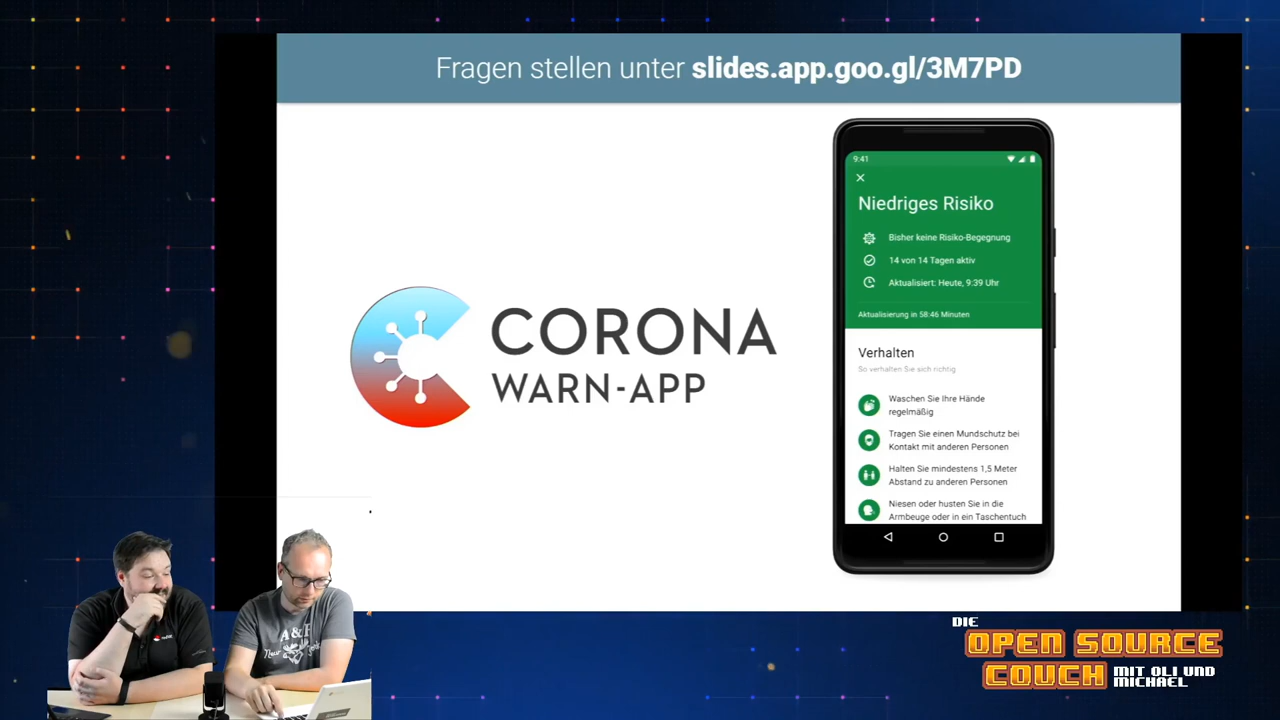 Fragen stellen unter slides.app.goo.gl/3M7PD
CORONA
WARN-APP
9:41
Niedriges Risiko
Bisher keine Risiko-Begegnung
14 von 14 Tagen aktiv
Aktualisiert: Heute, 9:39 Uhr
Aktualisierung in 58:46 Minuten
Verhalten
So verhalten Sie sich richtig
Waschen Sie Ihre Hände
regelmäßig
Tragen Sie einen Mundschutz bei
Kontakt mit anderen Personen
Halten Sie mindestens 1,5 Meter
Abstand zu anderen Personen
Niesen oder husten Sie in die
Armbeuge oder in ein Taschentuch
A & F
New
DIE
OPEN SOURCE
COUCH MIT OLI UND
MICHAEL